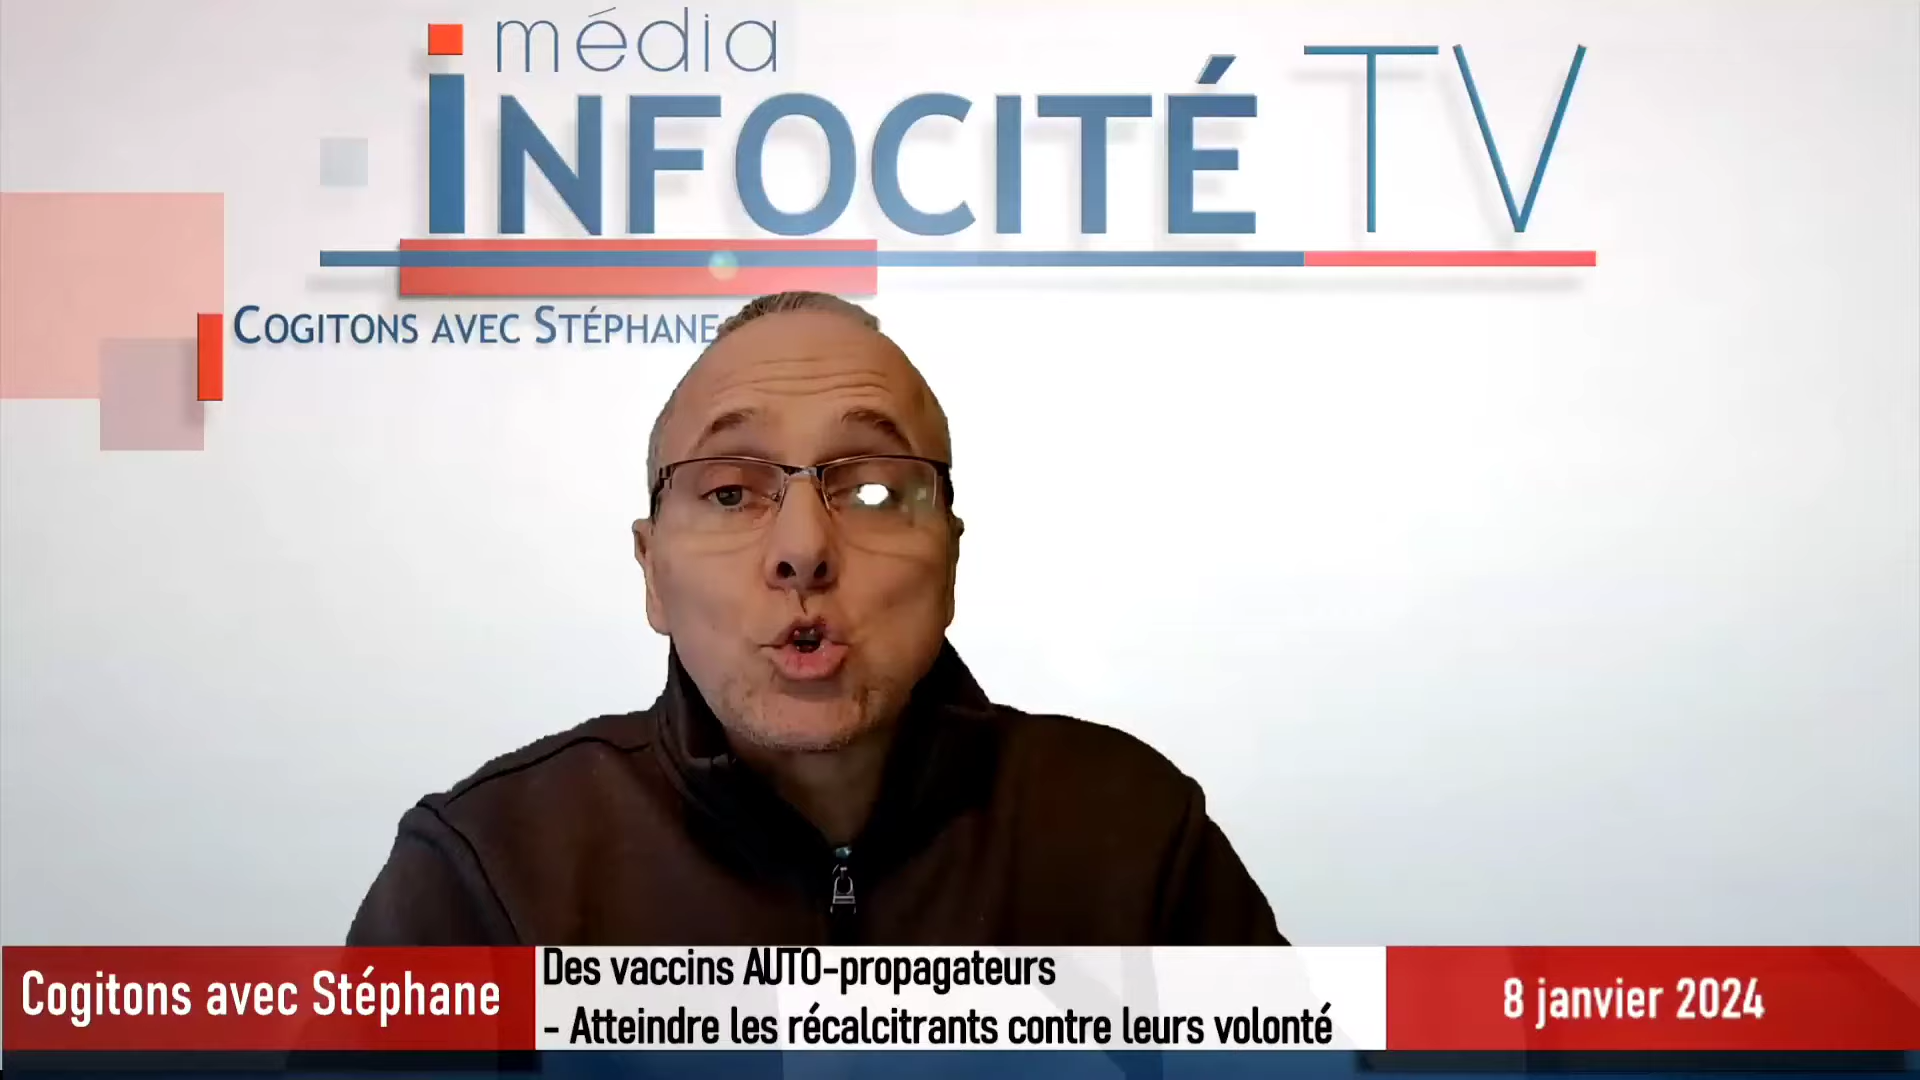 média
INFOCITÉ TV
COGITONS AVEC STÉPHANE
Cogitons avec Stéphane
Des vaccins AUTO-propagateurs
- Atteindre les récalcitrants contre leurs volonté
8 janvier 2024